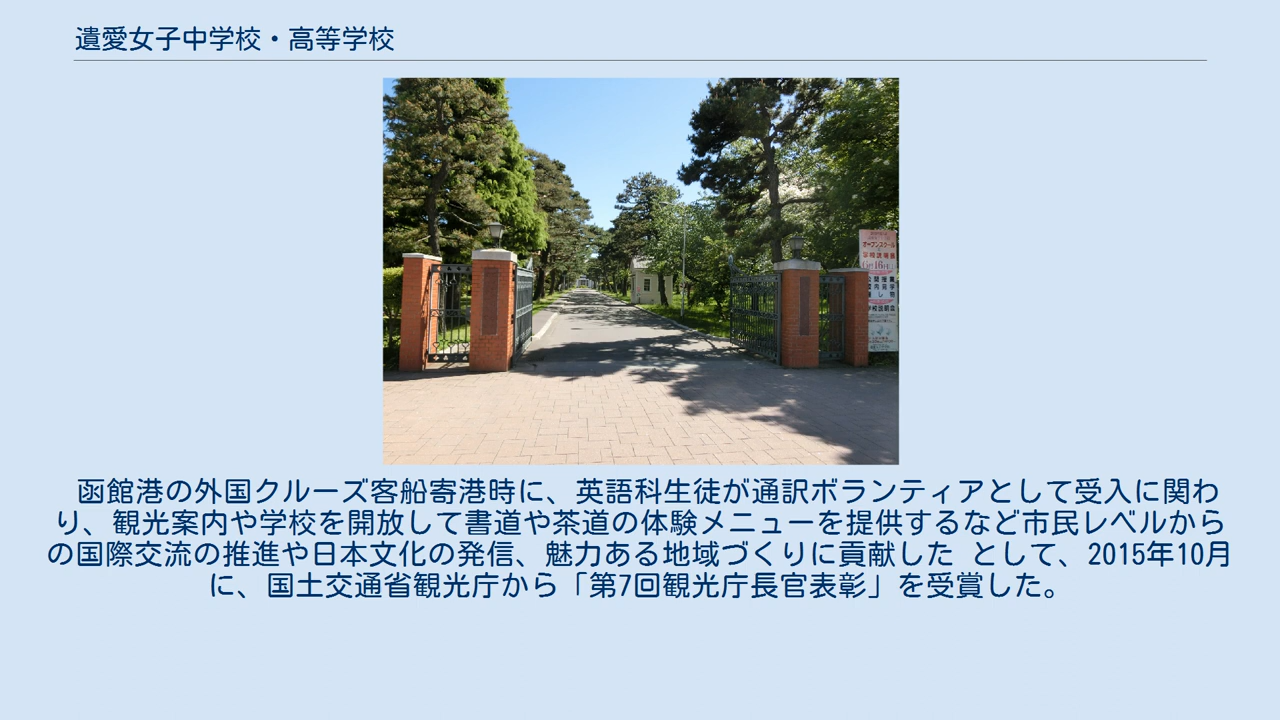 遺愛女子中学校・高等学校
オープンスクール
函館港の外国クルーズ客船寄港時に、英語科生徒が通訳ボランティアとして受入に関わ
り、観光案内や学校を開放して書道や茶道の体験メニューを提供するなど市民レベルから
の国際交流の推進や日本文化の発信、魅力ある地域づくりに貢献した として、2015年10月
に、国土交通省観光庁から「第7回観光庁長官表彰」を受賞した。